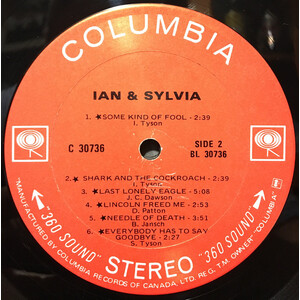 COLUMBIA
IAN & SYLVIA
1. ★SOME KIND OF FOOL - 2:39
I. Tyson
C 30736
SIDE 2
BL 30736
2. ★SHARK AND THE COCKROACH - 2:39
I. Tyson
3. ★LAST LONELY EAGLE - 5:08
J. C. Dawson
4. ★LINCOLN FREED ME - 2:53
D. Patton
5. ★NEEDLE OF DEATH - 3:51
B. Jansch
6. ★EVERYBODY HAS TO SAY
GOODBYE - 2:27
S. Tyson
"360 SOUND" STEREO "360 SOUND"
MANUFACTURED BY COLUMBIA RECORDS OF CANADA, LTD. REG'T.M. OWNER "COLUMBIA"